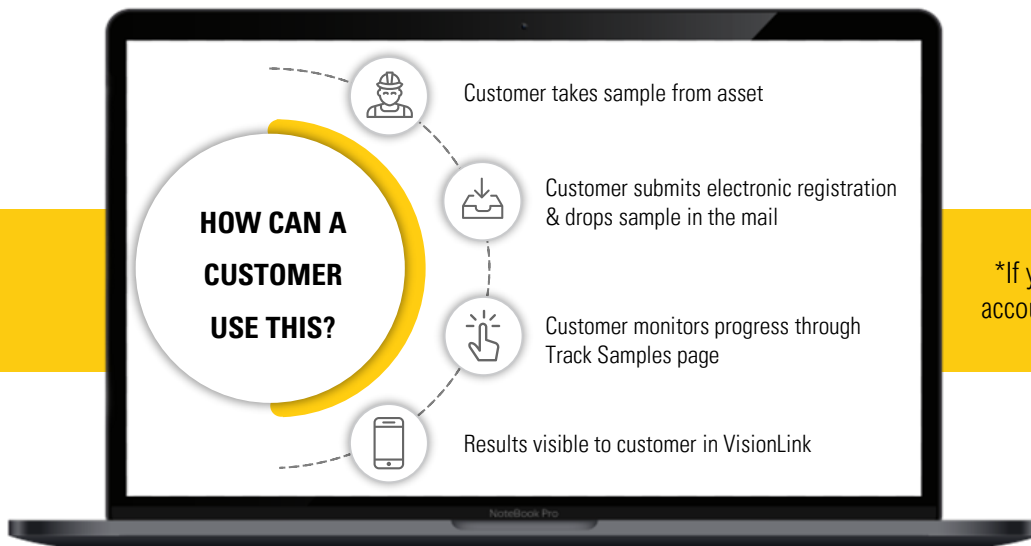 HOW CAN A
CUSTOMER
USE THIS?
Customer takes sample from asset
Customer submits electronic registration
& drops sample in the mail
Customer monitors progress through
Track Samples page
Results visible to customer in VisionLink
NoteBook Pro
*If